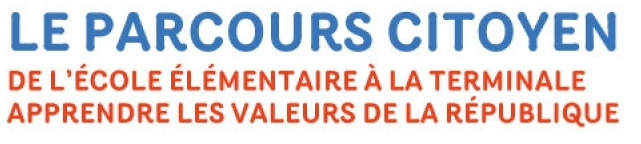 LE PARCOURS CITOYEN
DE L'ÉCOLE ÉLÉMENTAIRE À LA TERMINALE
APPRENDRE LES VALEURS DE LA RÉPUBLIQUE